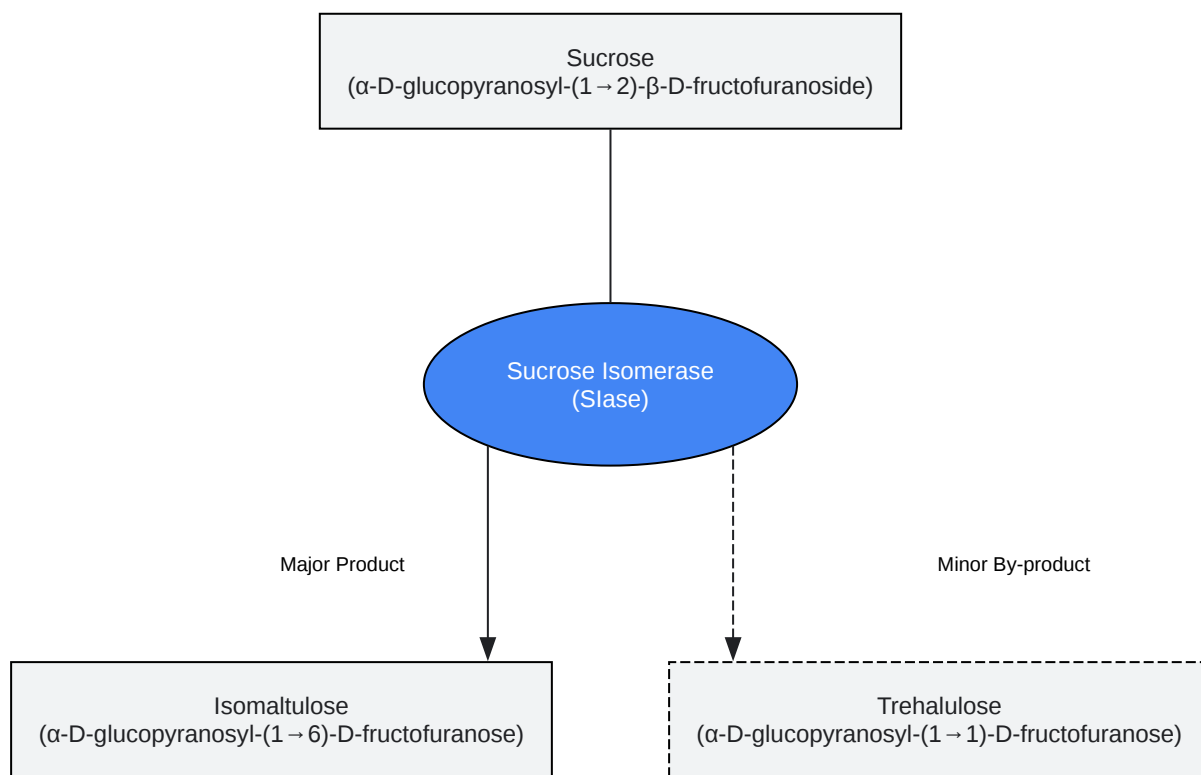 Sucrose
(α-D-glucopyranosyl-(1→2)-β-D-fructofuranoside)
Sucrose Isomerase
(SIase)
Major Product
Minor By-product
Isomaltulose
(α-D-glucopyranosyl-(1→6)-D-fructofuranose)
Trehalulose
(α-D-glucopyranosyl-(1→1)-D-fructofuranose)